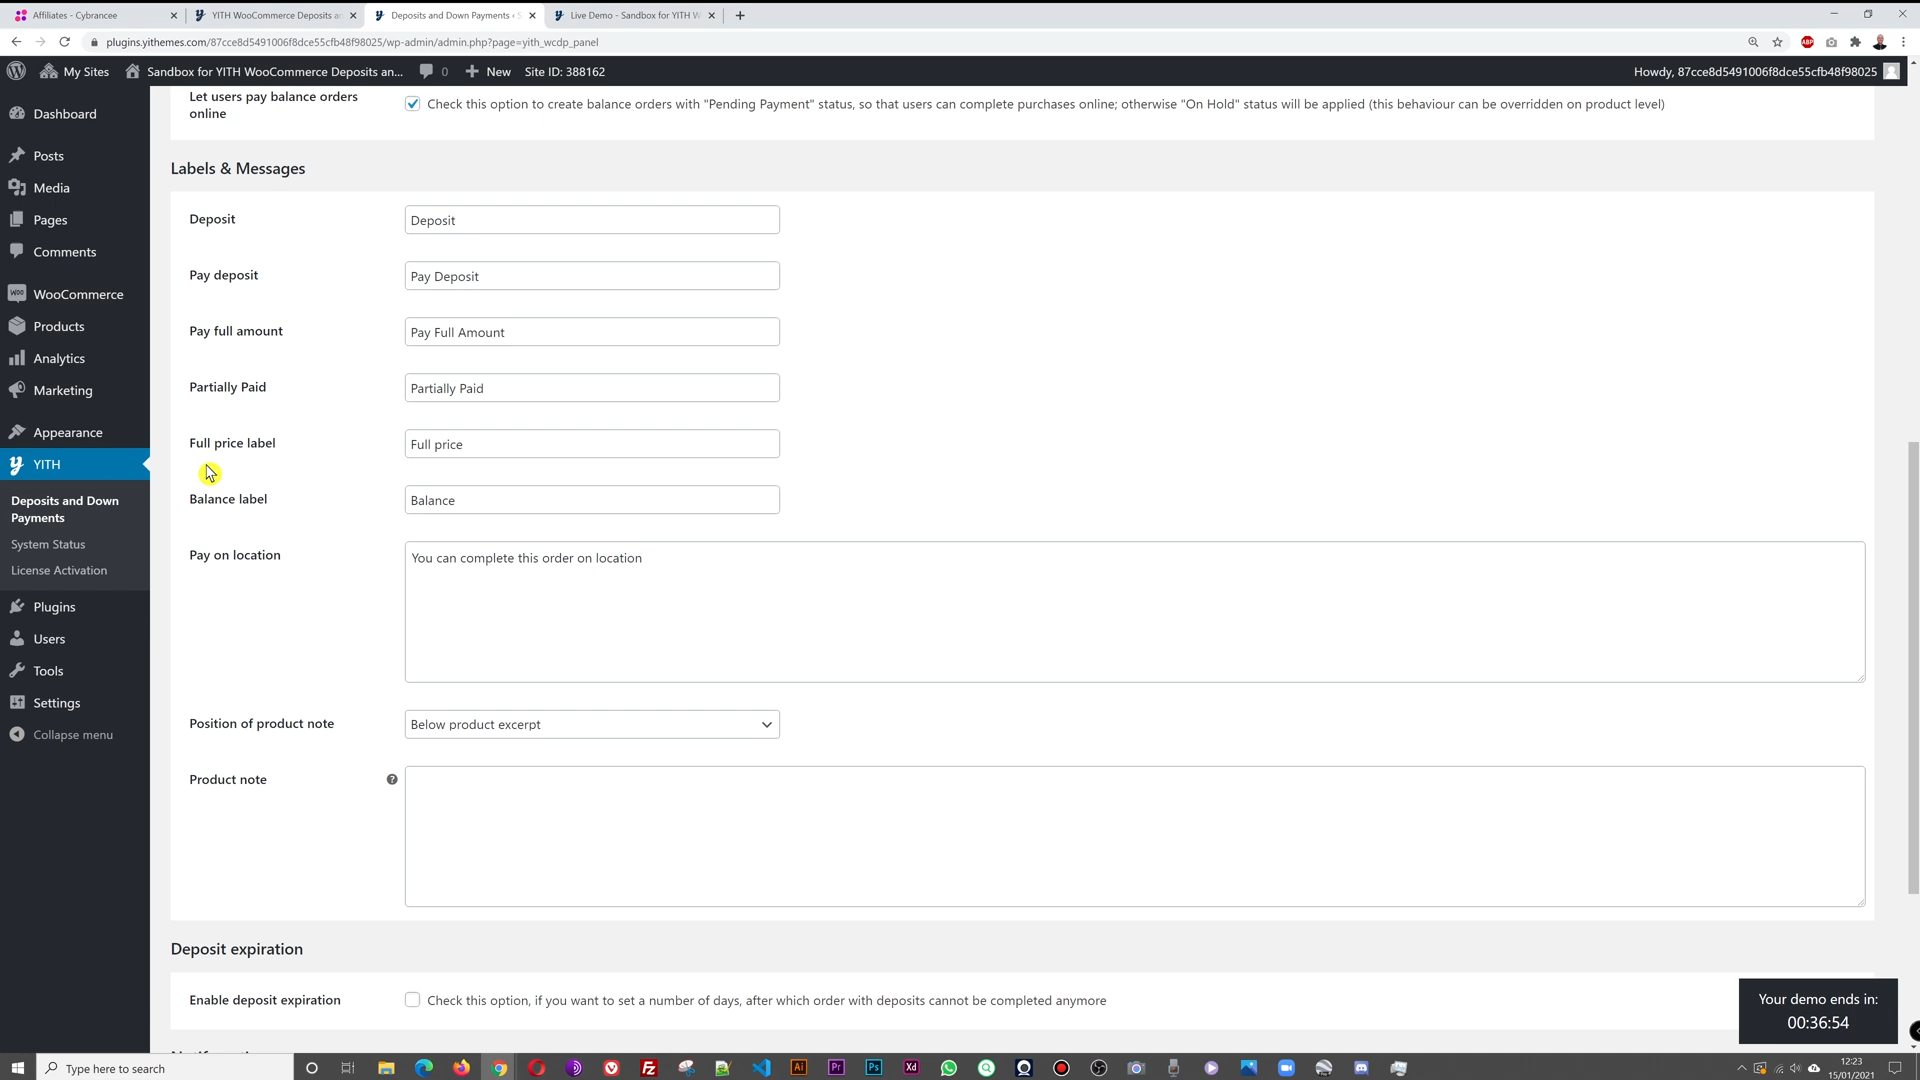 Affiliates - Cybrancee
YITH WooCommerce Deposits an
Deposits and Down Payments ‹ S
Live Demo - Sandbox for YITH W
plugins.yithemes.com/87cce8d5491006f8dce55cfb48f98025/wp-admin/admin.php?page=yith_wcdp_panel
ABP
My Sites
Sandbox for YITH WooCommerce Deposits an...
0
New
Site ID: 388162
Howdy, 87cce8d5491006f8dce55cfb48f98025
Dashboard
Posts
Media
Pages
Comments
WooCommerce
Products
Analytics
Marketing
Appearance
YITH
Deposits and Down
Payments
System Status
License Activation
Plugins
Users
Tools
Settings
Collapse menu
Let users pay balance orders
online
Check this option to create balance orders with "Pending Payment" status, so that users can complete purchases online; otherwise "On Hold" status will be applied (this behaviour can be overridden on product level)
Labels & Messages
Deposit
Deposit
Pay deposit
Pay Deposit
Pay full amount
Pay Full Amount
Partially Paid
Partially Paid
Full price label
Full price
Balance label
Balance
Pay on location
You can complete this order on location
Position of product note
Below product excerpt
Product note
Deposit expiration
Enable deposit expiration
Check this option, if you want to set a number of days, after which order with deposits cannot be completed anymore
Your demo ends in:
00:36:54
Type here to search
Ai
Pr
Ps
Xd
12:23
15/01/2021